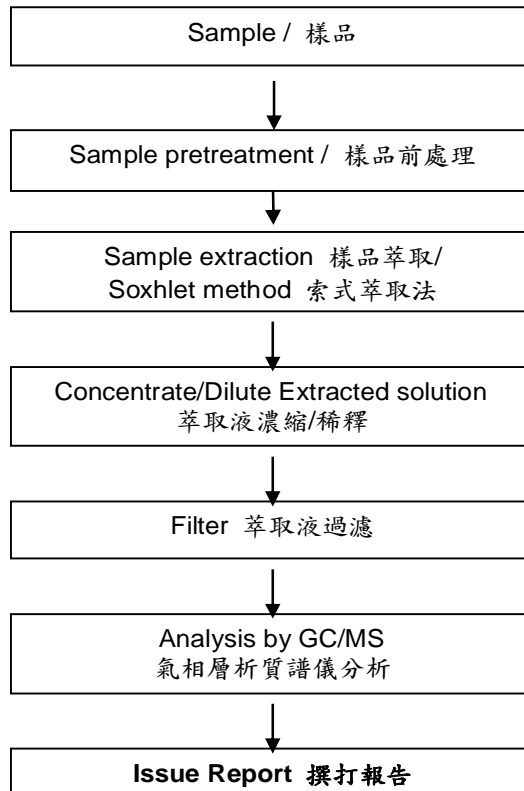 Sample / 樣品
Sample pretreatment / 樣品前處理
Sample extraction 樣品萃取/
Soxhlet method 索式萃取法
Concentrate/Dilute Extracted solution
萃取液濃縮/稀釋
Filter 萃取液過濾
Analysis by GC/MS
氣相層析質譜儀分析
Issue Report 撰打報告